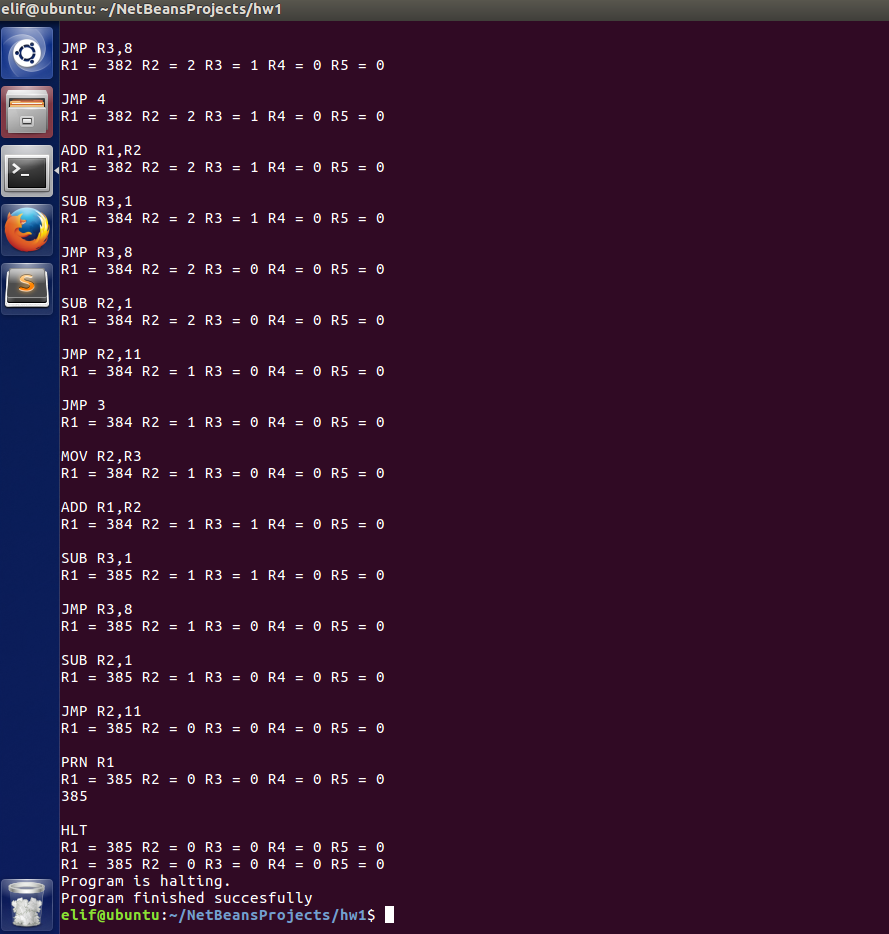 elif@ubuntu: ~/NetBeansProjects/hw1
JMP R3,8
R1 = 382 R2 = 2 R3 = 1 R4 = 0 R5 = 0
JMP 4
R1 = 382 R2 = 2 R3 = 1 R4 = 0 R5 = 0
ADD R1,R2
R1 = 382 R2 = 2 R3 = 1 R4 = 0 R5 = 0
SUB R3,1
R1 = 384 R2 = 2 R3 = 1 R4 = 0 R5 = 0
JMP R3,8
R1 = 384 R2 = 2 R3 = 0 R4 = 0 R5 = 0
SUB R2,1
R1 = 384 R2 = 2 R3 = 0 R4 = 0 R5 = 0
JMP R2,11
R1 = 384 R2 = 1 R3 = 0 R4 = 0 R5 = 0
JMP 3
R1 = 384 R2 = 1 R3 = 0 R4 = 0 R5 = 0
MOV R2,R3
R1 = 384 R2 = 1 R3 = 0 R4 = 0 R5 = 0
ADD R1,R2
R1 = 384 R2 = 1 R3 = 1 R4 = 0 R5 = 0
SUB R3,1
R1 = 385 R2 = 1 R3 = 1 R4 = 0 R5 = 0
JMP R3,8
R1 = 385 R2 = 1 R3 = 0 R4 = 0 R5 = 0
SUB R2,1
R1 = 385 R2 = 1 R3 = 0 R4 = 0 R5 = 0
JMP R2,11
R1 = 385 R2 = 0 R3 = 0 R4 = 0 R5 = 0
PRN R1
R1 = 385 R2 = 0 R3 = 0 R4 = 0 R5 = 0
385
HLT
R1 = 385 R2 = 0 R3 = 0 R4 = 0 R5 = 0
R1 = 385 R2 = 0 R3 = 0 R4 = 0 R5 = 0
Program is halting.
Program finished succesfully
elif@ubuntu:~/NetBeansProjects/hw1$